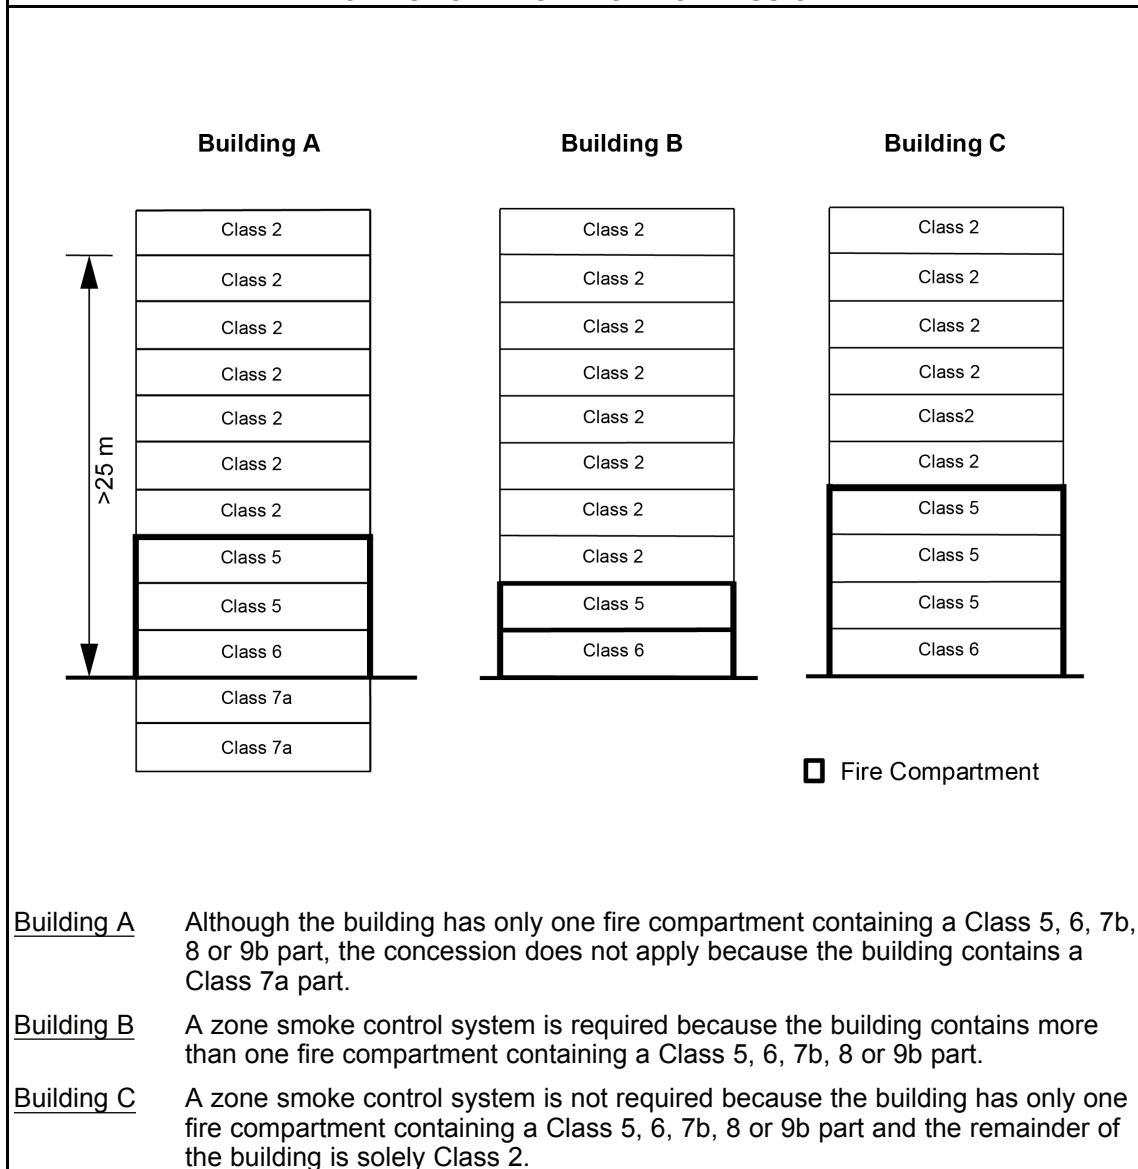 Building A
Building B
Building C
Class 2
Class 2
Class 2
Class 2
Class 2
Class 2
Class 2
Class 5
Class 5
Class 6
Class 7a
Class 7a
>25 m
Class 2
Class 2
Class 2
Class 2
Class 2
Class 2
Class 2
Class 2
Class 5
Class 6
Class 2
Class 2
Class 2
Class 2
Class2
Class 2
Class 5
Class 5
Class 5
Class 6
Fire Compartment
Building A Although the building has only one fire compartment containing a Class 5, 6, 7b,
8 or 9b part, the concession does not apply because the building contains a
Class 7a part.
Building B A zone smoke control system is required because the building contains more
than one fire compartment containing a Class 5, 6, 7b, 8 or 9b part.
Building C A zone smoke control system is not required because the building has only one
fire compartment containing a Class 5, 6, 7b, 8 or 9b part and the remainder of
the building is solely Class 2.